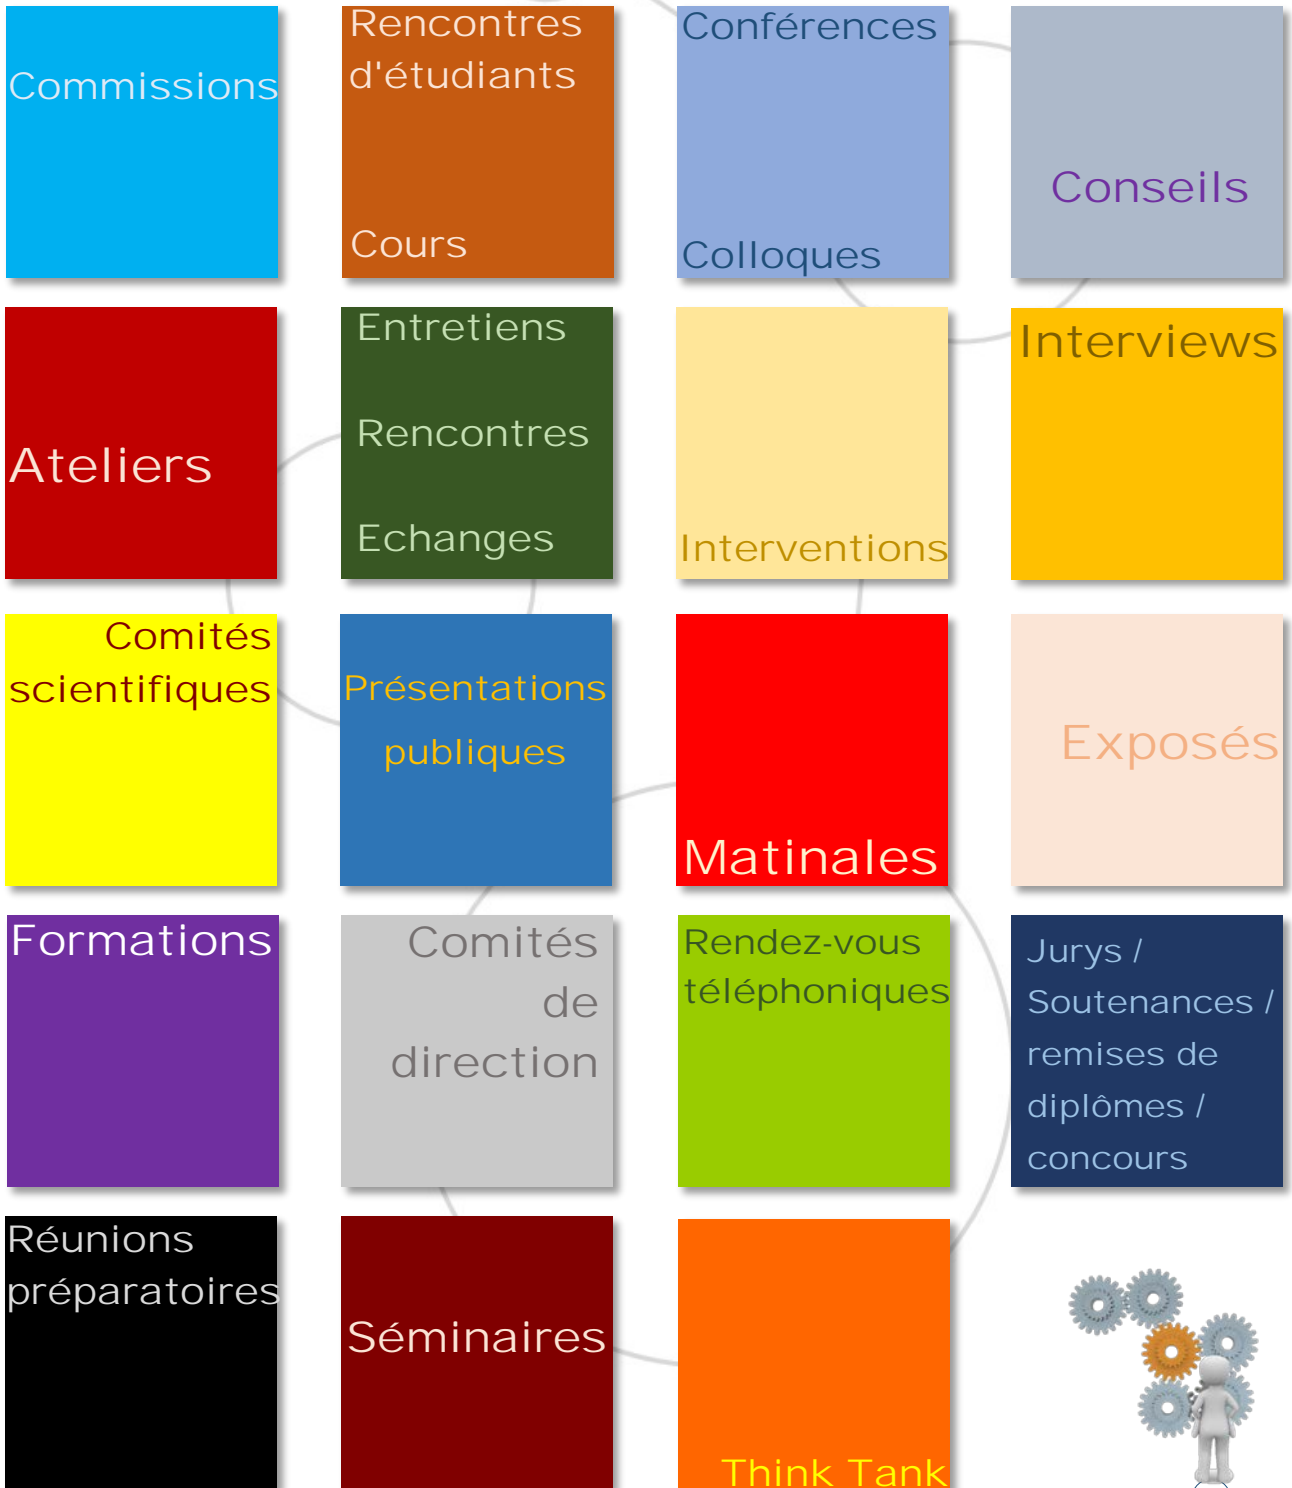 Commissions
Rencontres
d'étudiants
Cours
Conférences
Colloques
Conseils
Ateliers
Entretiens
Rencontres
Echanges
Interventions
Interviews
Comités
scientifiques
Présentations
publiques
Matinales
Exposés
Formations
Comités
de
direction
Rendez-vous
téléphoniques
Jurys /
Soutenances /
remises de
diplômes /
concours
Réunions
préparatoires
Séminaires
Think Tank